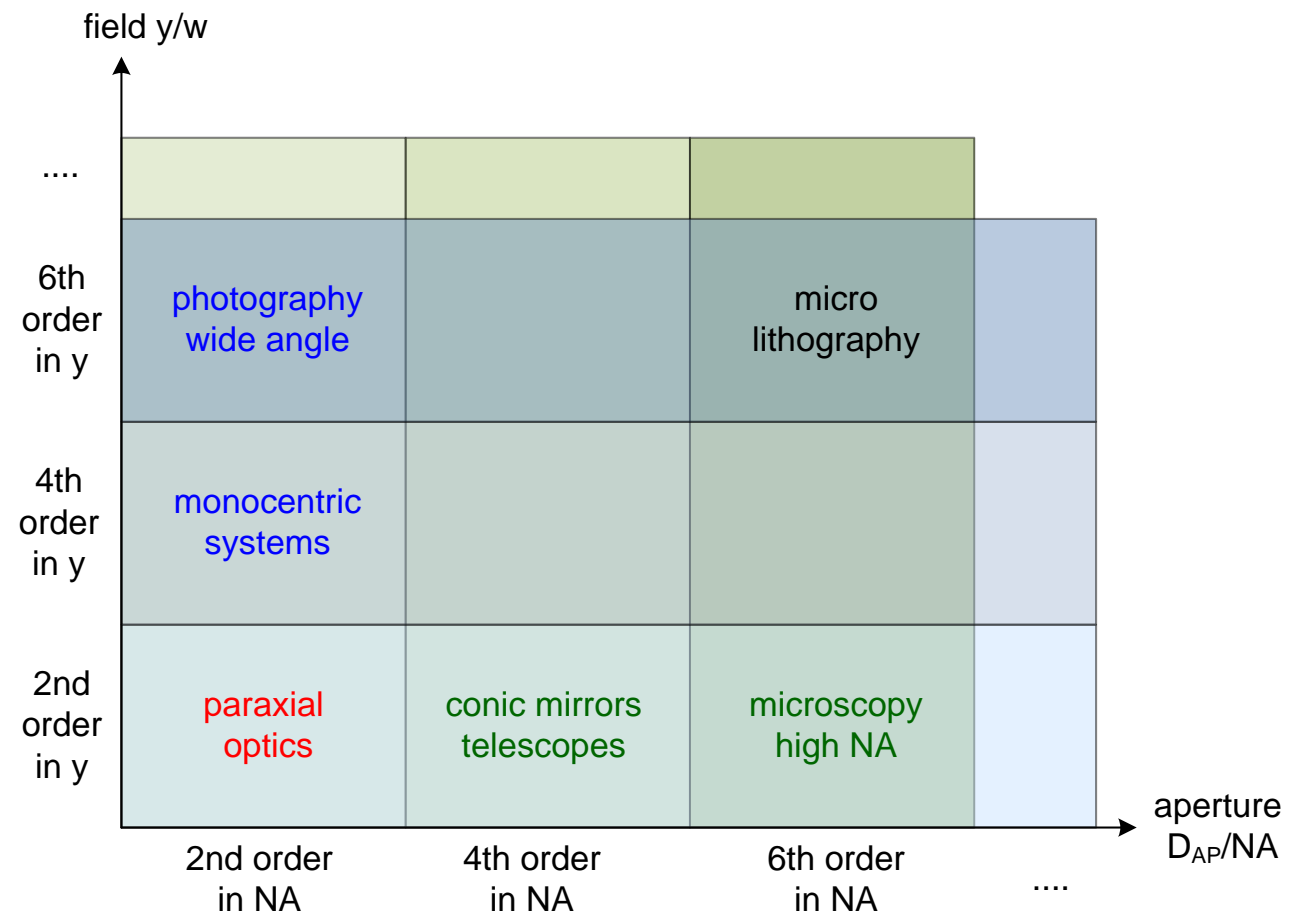 field y/w
....
6th
order
in y
photography
wide angle
micro
lithography
4th
order
in y
monocentric
systems
2nd
order
in y
paraxial
optics
conic mirrors
telescopes
microscopy
high NA
aperture
D_AP/NA
2nd order
in NA
4th order
in NA
6th order
in NA
....